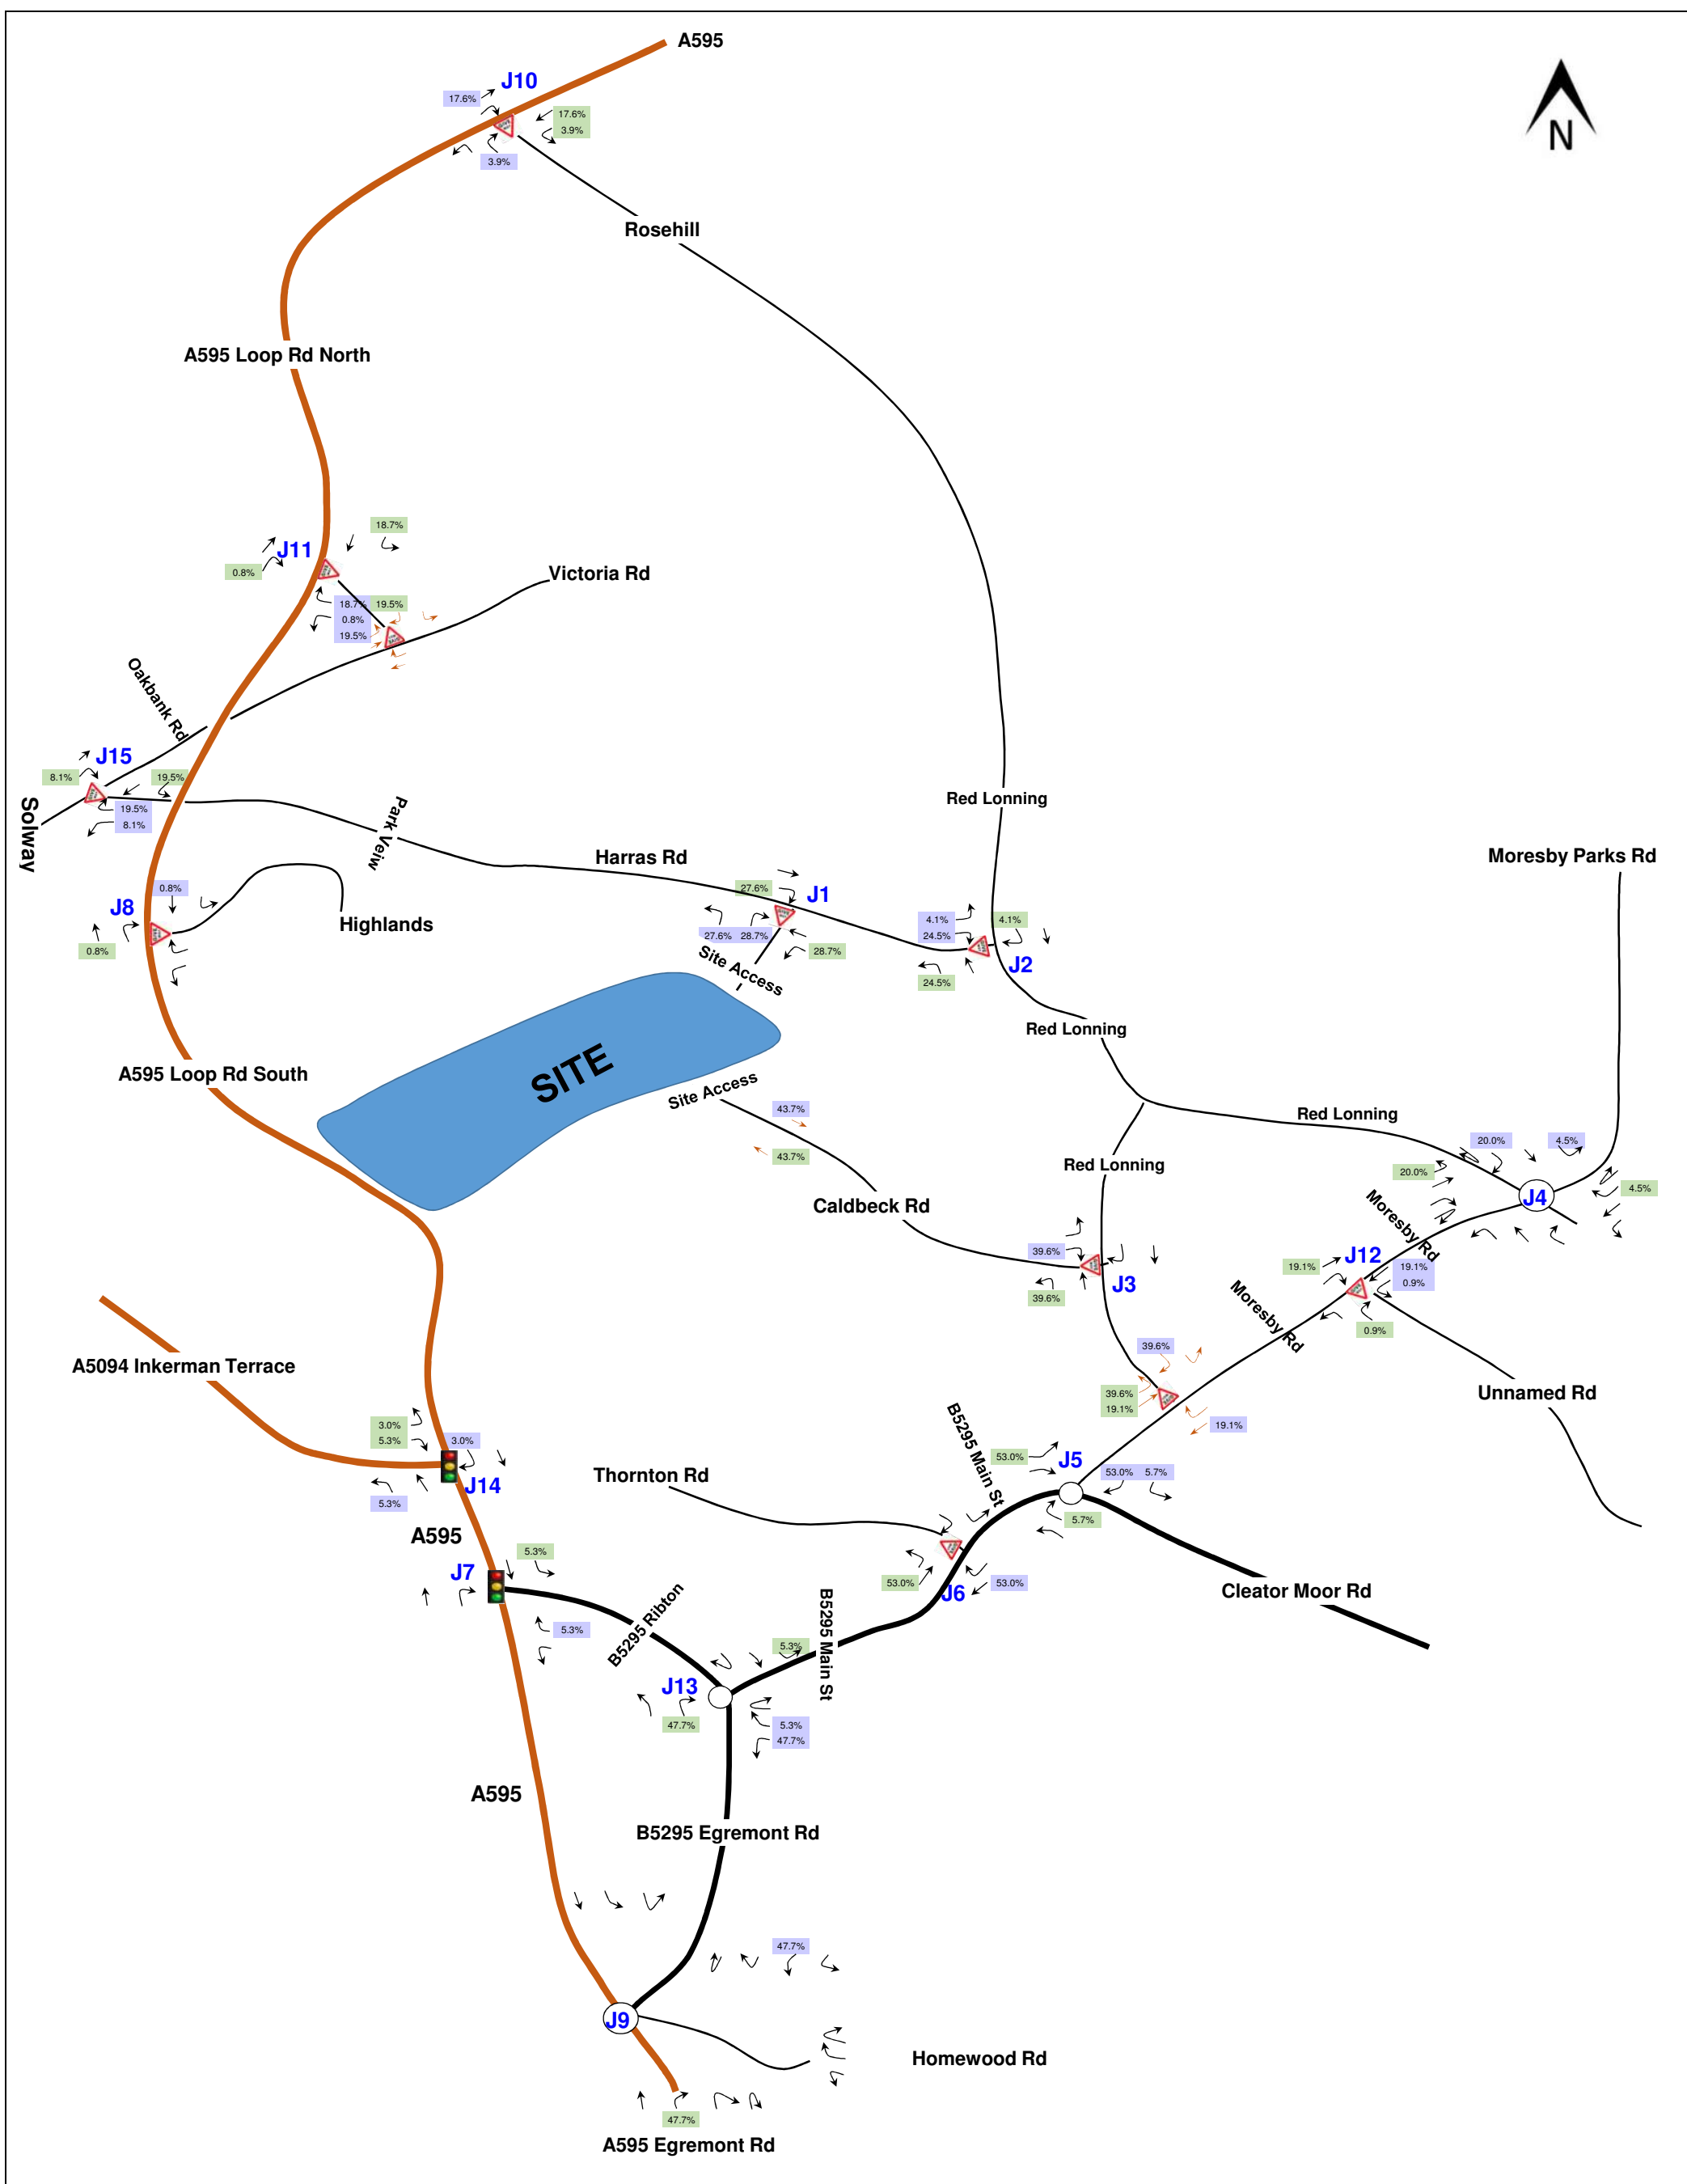 A595
J10
17.6%
17.6%
3.9%
3.9%
N
Rosehill
A595 Loop Rd North
18.7%
J11
0.8%
Victoria Rd
18.7% 19.5%
0.8%
19.5%
Oakbank Rd
J15
8.1%
19.5%
19.5%
8.1%
Solway
Park Veiw
Red Lonning
Harras Rd
Moresby Parks Rd
0.8%
J8
Highlands
0.8%
27.6%
J1
27.6% 28.7%
28.7%
Site Access
4.1%
4.1%
24.5%
J2
24.5%
Red Lonning
A595 Loop Rd South
SITE
Site Access
43.7%
43.7%
Red Lonning
20.0%
4.5%
20.0%
4.5%
J4
Red Lonning
Caldbeck Rd
Moresby Rd
39.6%
J3
39.6%
J12
19.1%
19.1%
0.9%
0.9%
Moresby Rd
A5094 Inkerman Terrace
39.6%
39.6%
19.1%
19.1%
Unnamed Rd
3.0%
5.3%
3.0%
J14
5.3%
B5295 Main St
53.0%
J5
53.0% 5.7%
5.7%
Thornton Rd
A595
5.3%
J7
5.3%
53.0%
J6
53.0%
Cleator Moor Rd
B5295 Ribton
B5295 Main St
5.3%
J13
47.7%
5.3%
47.7%
A595
B5295 Egremont Rd
47.7%
J9
Homewood Rd
47.7%
A595 Egremont Rd